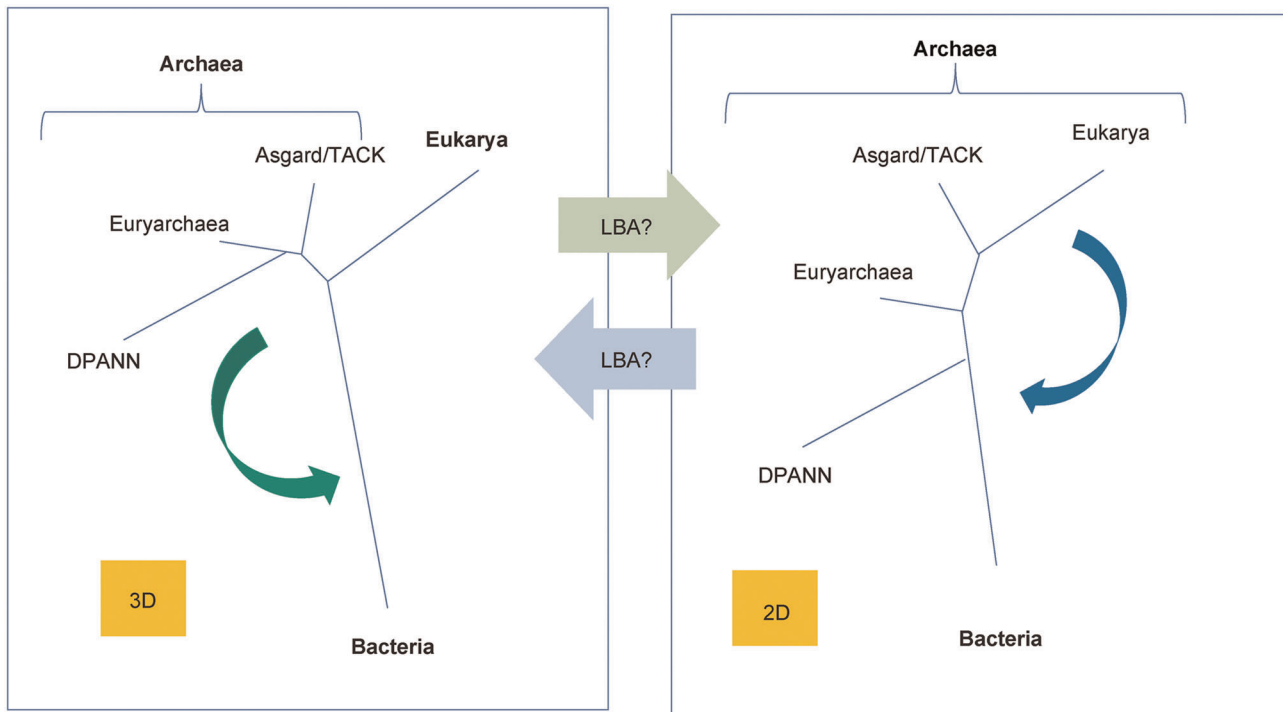 Archaea
Asgard/TACK
Eukarya
Euryarchaea
DPANN
3D
Bacteria
LBA?
LBA?
Archaea
Eukarya
Asgard/TACK
Euryarchaea
DPANN
2D
Bacteria